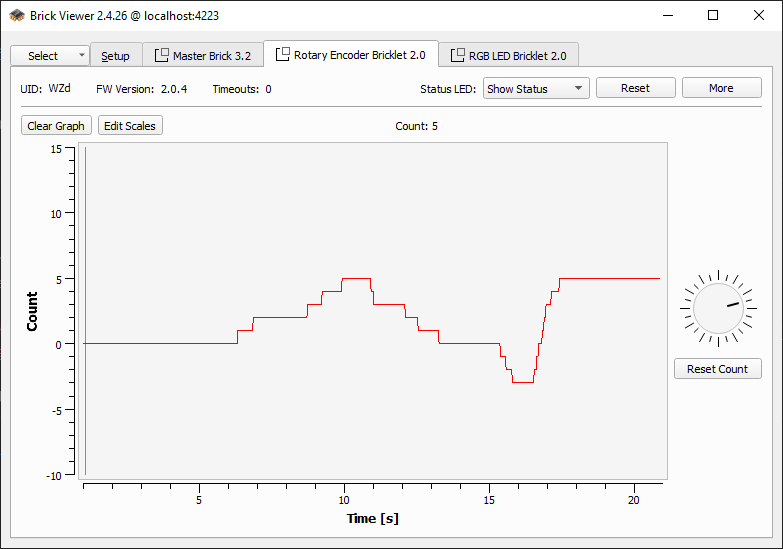 Brick Viewer 2.4.26 @ localhost:4223
Select Setup Master Brick 3.2 Rotary Encoder Bricklet 2.0 RGB LED Bricklet 2.0
UID: WZd FW Version: 2.0.4 Timeouts: 0 Status LED: Show Status Reset More
Clear Graph Edit Scales Count: 5
15
10
5
0
-5
-10
Count
Reset Count
5 10 15 20
Time [s]